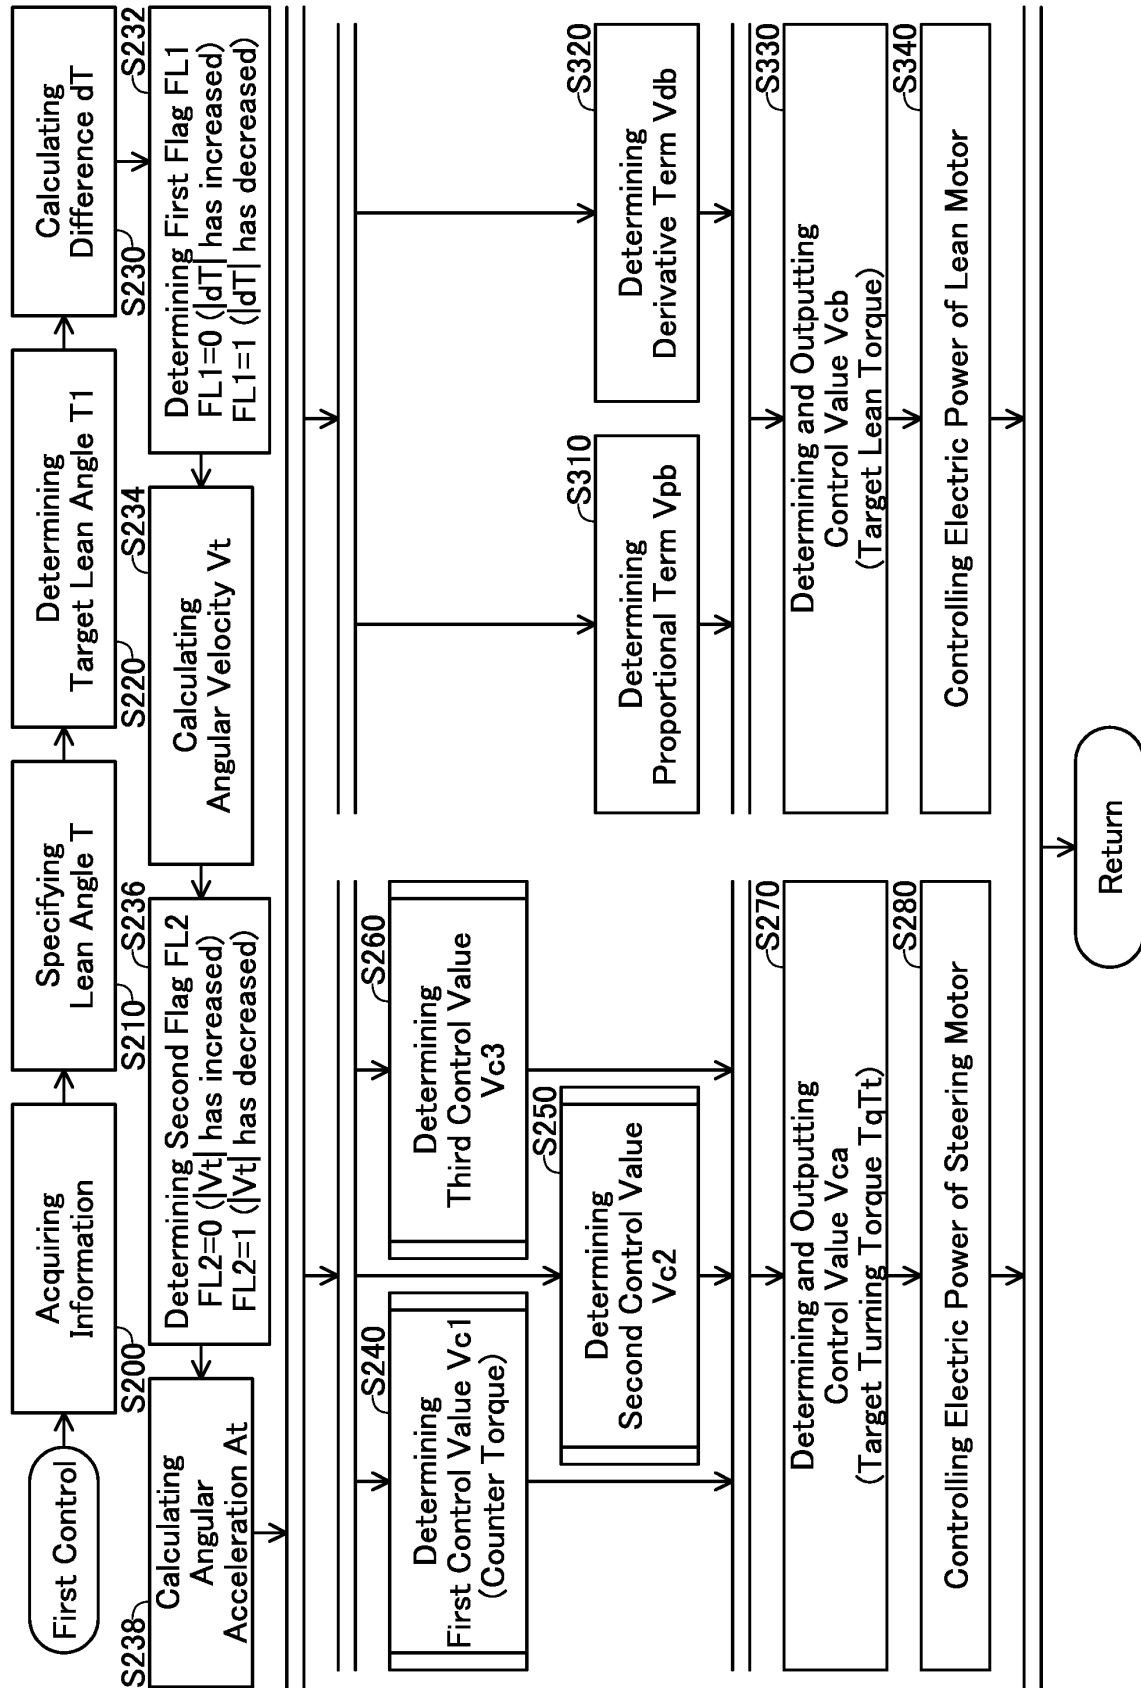 First Control
S200
Acquiring
Information
S210
Specifying
Lean Angle T
S220
Determining
Target Lean Angle T1
S230
Calculating
Difference dT
S232
Determining First Flag FL1
FL1=0 (|dT| has increased)
FL1=1 (|dT| has decreased)
S234
Calculating
Angular Velocity Vt
S236
Determining Second Flag FL2
FL2=0 (|Vt| has increased)
FL2=1 (|Vt| has decreased)
S238
Calculating
Angular
Acceleration At
S240
Determining
First Control Value Vc1
(Counter Torque)
S250
Determining
Second Control Value
Vc2
S260
Determining
Third Control Value
Vc3
S270
Determining and Outputting
Control Value Vca
(Target Turning Torque TqTt)
S280
Controlling Electric Power of Steering Motor
S310
Determining
Proportional Term Vpb
S320
Determining
Derivative Term Vdb
S330
Determining and Outputting
Control Value Vcb
(Target Lean Torque)
S340
Controlling Electric Power of Lean Motor
Return